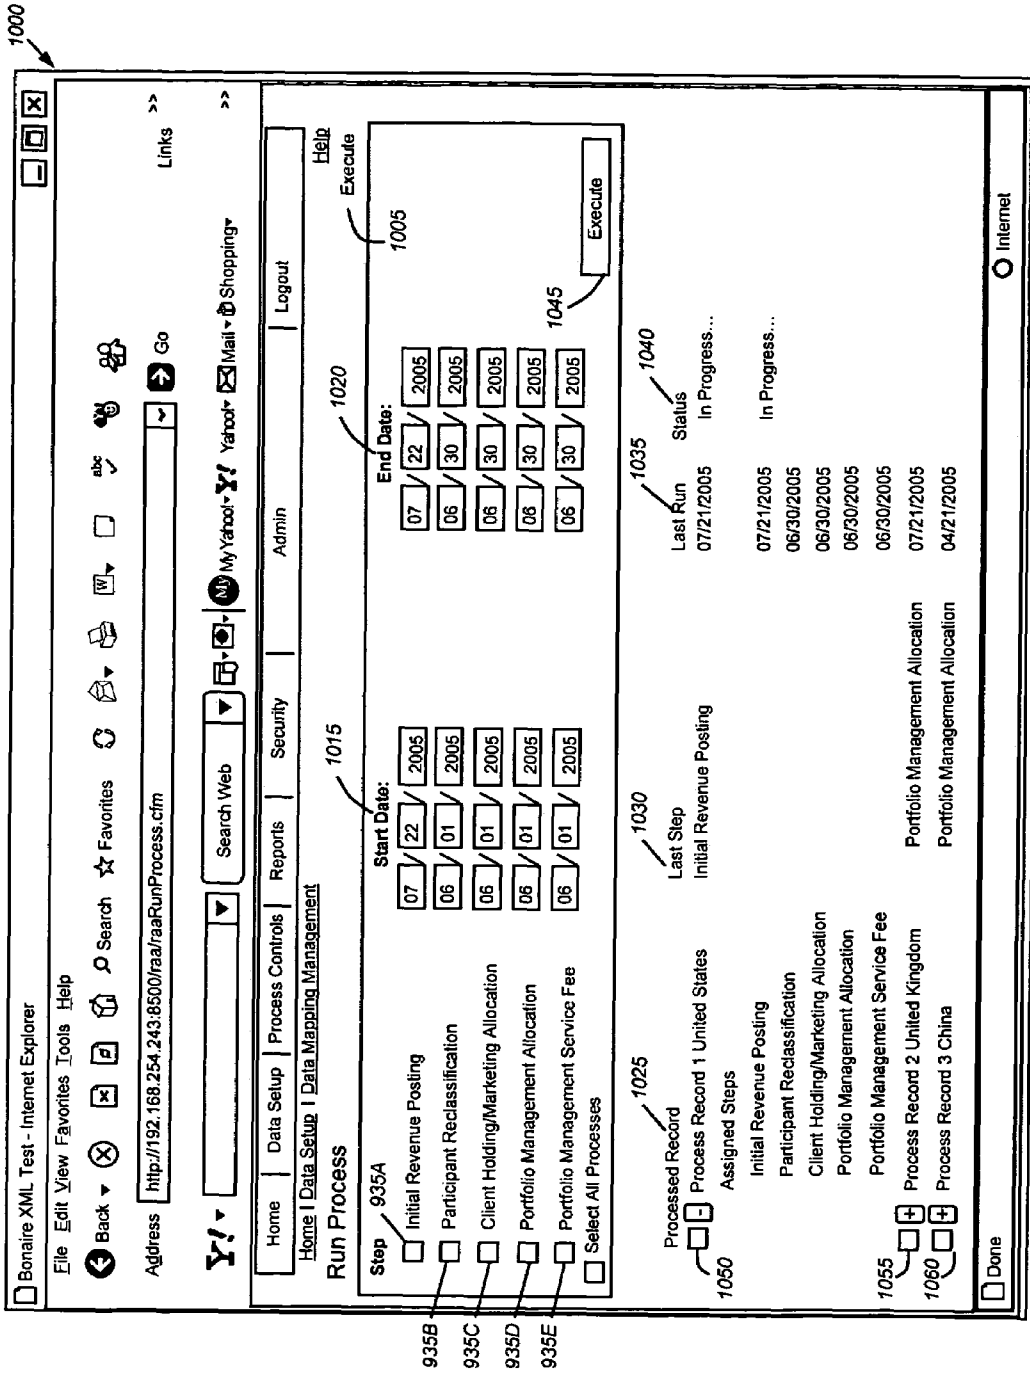 1000
Bonaire XML Test - Internet Explorer
File Edit View Favorites Tools Help
Back Search Favorites W abc
Address http://192.168.254.243:8500/raa/raaRunProcess.cfm Go Links >>
Y! Search Web My My Yahoo! Y! Yahoo! Mail Shopping >>
Home Data Setup Process Controls Reports Security Admin Logout
Home | Data Setup | Data Mapping Management Help
Run Process Execute
1005
Step 935A Start Date: 1015 End Date: 1020
Initial Revenue Posting 07 / 22 / 2005 07 / 22 / 2005
935B Participant Reclassification 06 / 01 / 2005 06 / 30 / 2005
935C Client Holding/Marketing Allocation 06 / 01 / 2005 06 / 30 / 2005
935D Portfolio Management Allocation 06 / 01 / 2005 06 / 30 / 2005
935E Portfolio Management Service Fee 06 / 01 / 2005 06 / 30 / 2005
Select All Processes 1045 Execute
1025 1030 1035 1040
Processed Record Last Step Last Run Status
1050 - Process Record 1 United States Initial Revenue Posting 07/21/2005 In Progress...
Assigned Steps
Initial Revenue Posting 07/21/2005 In Progress...
Participant Reclassification 06/30/2005
Client Holding/Marketing Allocation 06/30/2005
Portfolio Management Allocation 06/30/2005
Portfolio Management Service Fee 06/30/2005
1055 + Process Record 2 United Kingdom Portfolio Management Allocation 07/21/2005
1060 + Process Record 3 China Portfolio Management Allocation 04/21/2005
Done Internet